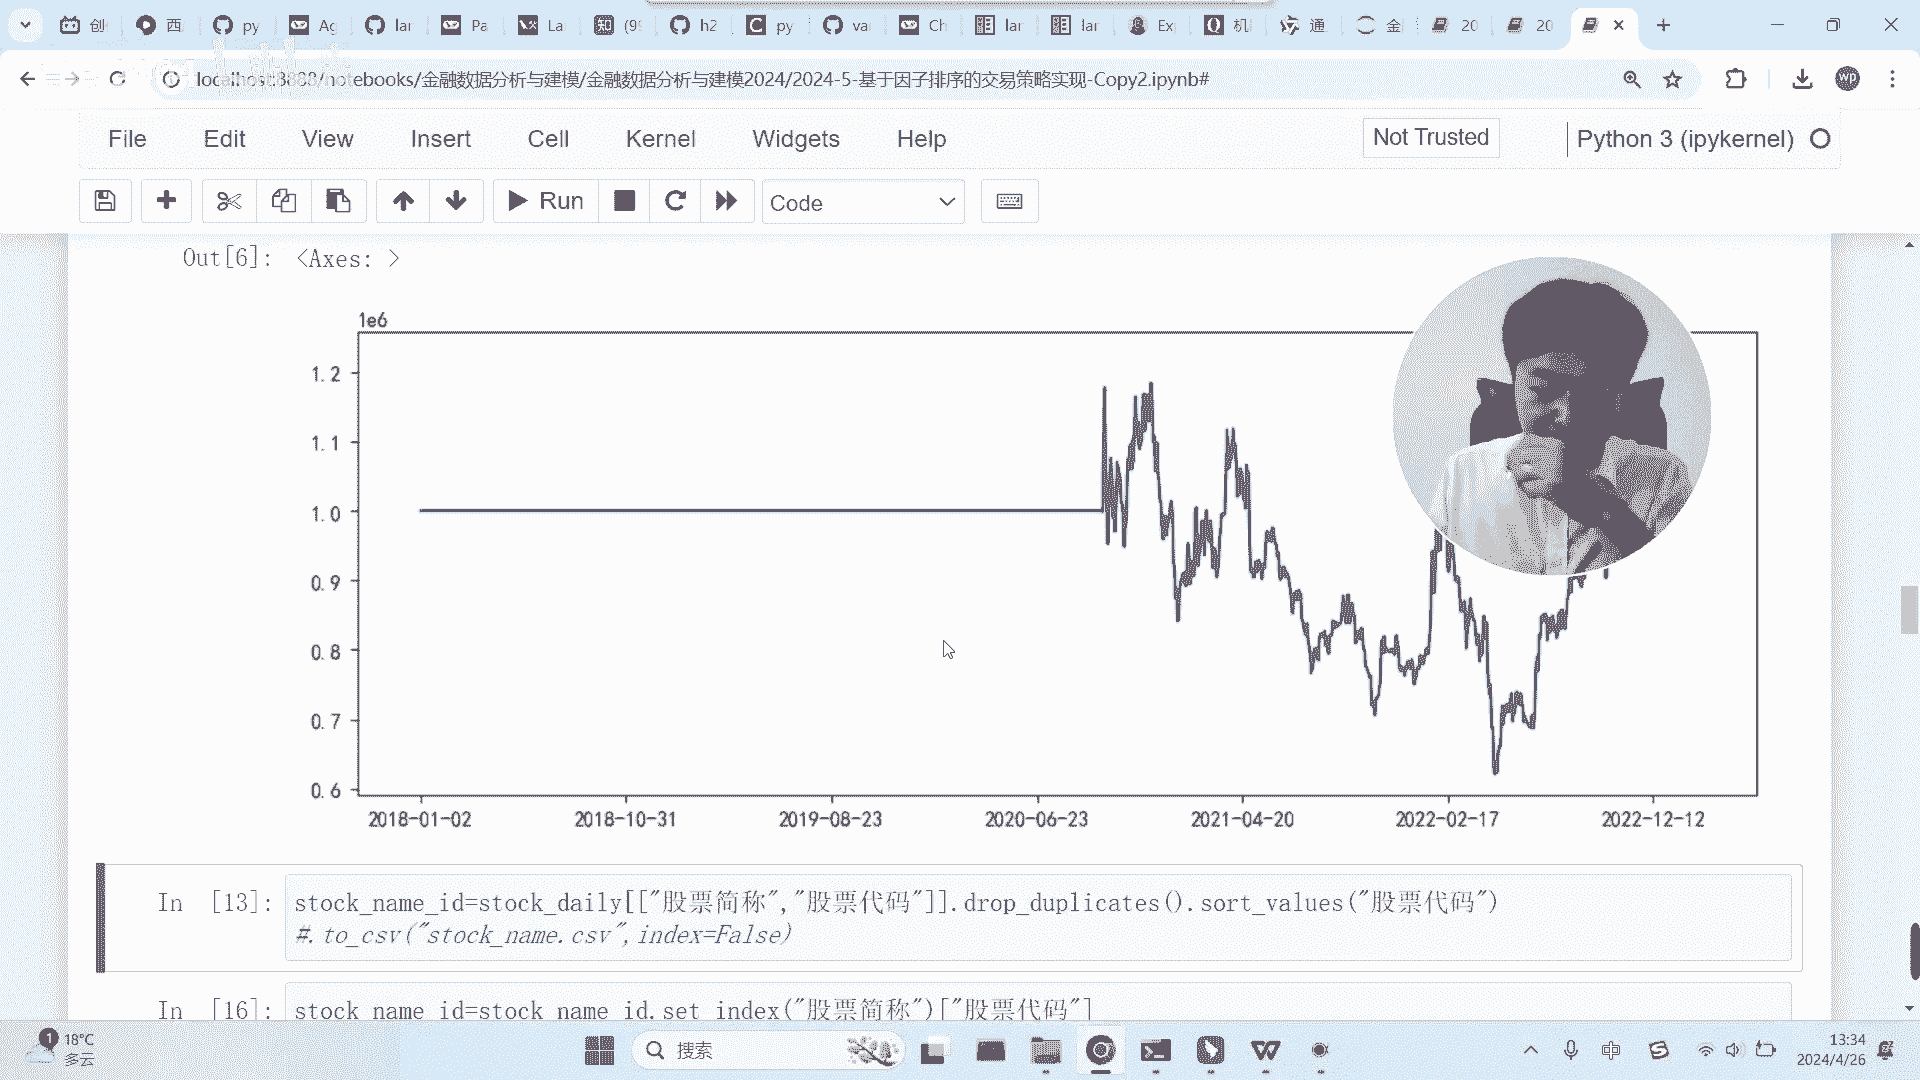 创
西
py
Ag
lar
Pa
La
(9
h2
py
va
Ch
lar
lar
Ex
机
通
金
20
20
localhost:8888/notebooks/金融数据分析与建模/金融数据分析与建模2024/2024-5-基于因子排序的交易策略实现-Copy2.ipynb#
wp
File Edit View Insert Cell Kernel Widgets Help
Not Trusted
Python 3 (ipykernel)
Run
Code
Out[6]: <Axes: >
1e6
1.2
1.1
1.0
0.9
0.8
0.7
0.6
2018-01-02 2018-10-31 2019-08-23 2020-06-23 2021-04-20 2022-02-17 2022-12-12
In [13]: stock_name_id=stock_daily[["股票简称","股票代码"]].drop_duplicates().sort_values("股票代码")
#.to_csv("stock_name.csv",index=False)
In [16]: stock_name_id=stock_name_id.set_index("股票简称")["股票代码"]
1
18°C
多云
搜索
中
13:34
2024/4/26